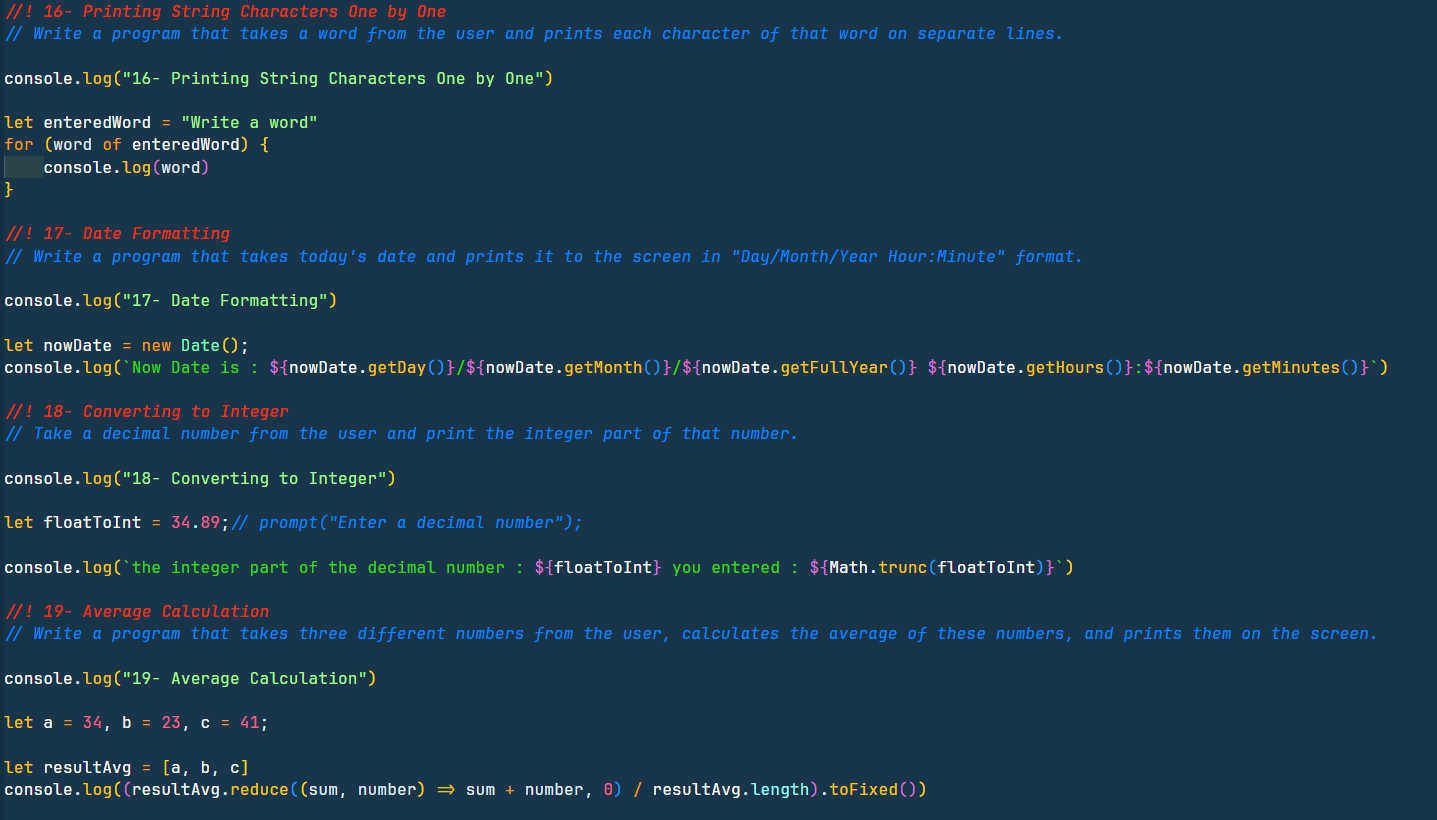 //! 16- Printing String Characters One by One
// Write a program that takes a word from the user and prints each character of that word on separate lines.
console.log("16- Printing String Characters One by One")
let enteredWord = "Write a word"
for (word of enteredWord) {
    console.log(word)
}
//! 17- Date Formatting
// Write a program that takes today's date and prints it to the screen in "Day/Month/Year Hour:Minute" format.
console.log("17- Date Formatting")
let nowDate = new Date();
console.log(`Now Date is : ${nowDate.getDay()}/${nowDate.getMonth()}/${nowDate.getFullYear()} ${nowDate.getHours()}:${nowDate.getMinutes()}`)
//! 18- Converting to Integer
// Take a decimal number from the user and print the integer part of that number.
console.log("18- Converting to Integer")
let floatToInt = 34.89;// prompt("Enter a decimal number");
console.log(`the integer part of the decimal number : ${floatToInt} you entered : ${Math.trunc(floatToInt)}`)
//! 19- Average Calculation
// Write a program that takes three different numbers from the user, calculates the average of these numbers, and prints them on the screen.
console.log("19- Average Calculation")
let a = 34, b = 23, c = 41;
let resultAvg = [a, b, c]
console.log((resultAvg.reduce((sum, number) => sum + number, 0) / resultAvg.length).toFixed())